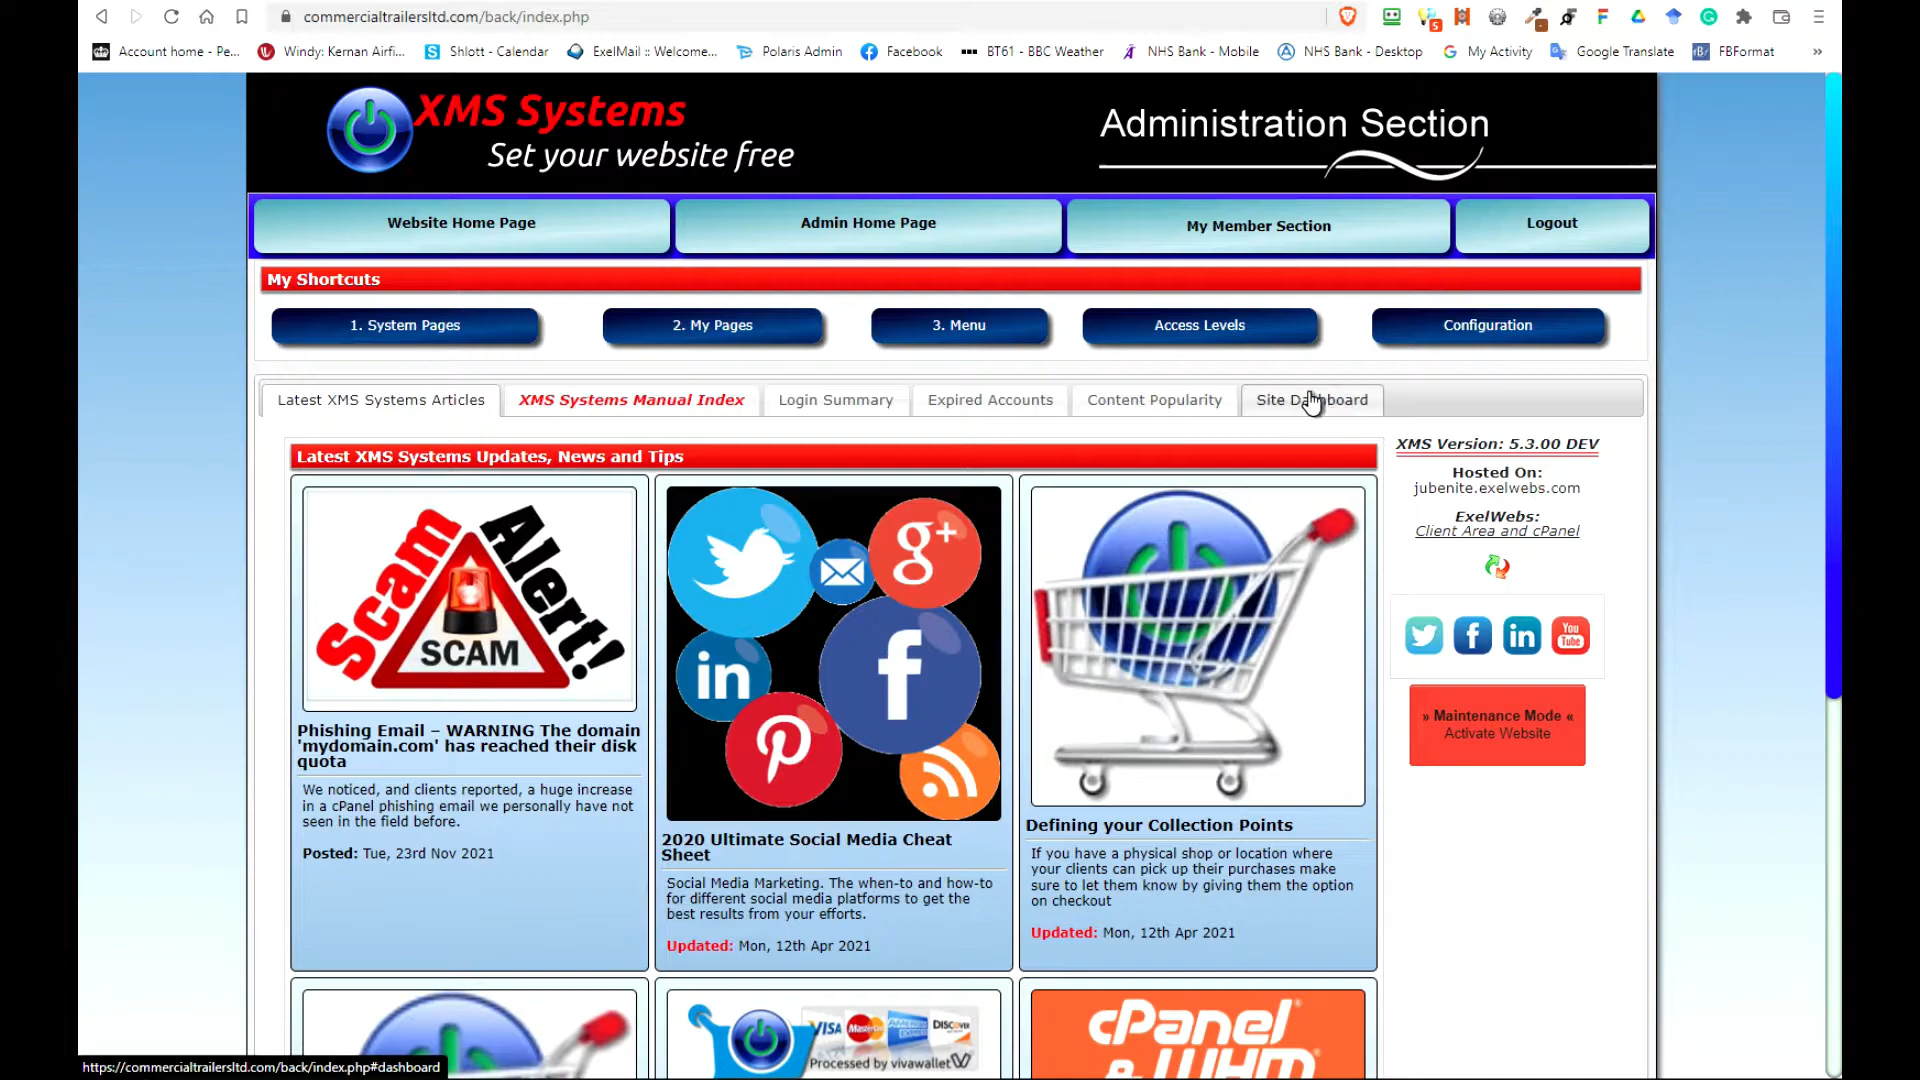 commercialtrailersltd.com/back/index.php
5
Account home - Pe... Windy: Kernan Airfi... Shlott - Calendar ExelMail :: Welcome... Polaris Admin Facebook BT61 - BBC Weather NHS Bank - Mobile NHS Bank - Desktop My Activity Google Translate FBFormat »
XMS Systems
Set your website free
Administration Section
Website Home Page Admin Home Page My Member Section Logout
My Shortcuts
1. System Pages 2. My Pages 3. Menu Access Levels Configuration
Latest XMS Systems Articles XMS Systems Manual Index Login Summary Expired Accounts Content Popularity Site Dashboard
Latest XMS Systems Updates, News and Tips
Scam Alert!
SCAM
Phishing Email – WARNING The domain
'mydomain.com' has reached their disk
quota
We noticed, and clients reported, a huge increase
in a cPanel phishing email we personally have not
seen in the field before.
Posted: Tue, 23rd Nov 2021
g+
in
f
2020 Ultimate Social Media Cheat
Sheet
Social Media Marketing. The when-to and how-to
for different social media platforms to get the
best results from your efforts.
Updated: Mon, 12th Apr 2021
Defining your Collection Points
If you have a physical shop or location where
your clients can pick up their purchases make
sure to let them know by giving them the option
on checkout
Updated: Mon, 12th Apr 2021
XMS Version: 5.3.00 DEV
Hosted On:
jubenite.exelwebs.com
ExelWebs:
Client Area and cPanel
f in You Tube
» Maintenance Mode «
Activate Website
VISA MasterCard AMERICAN EXPRESS DISCOVER
Processed by vivawallet
cPanel
& WHM
https://commercialtrailersltd.com/back/index.php#dashboard